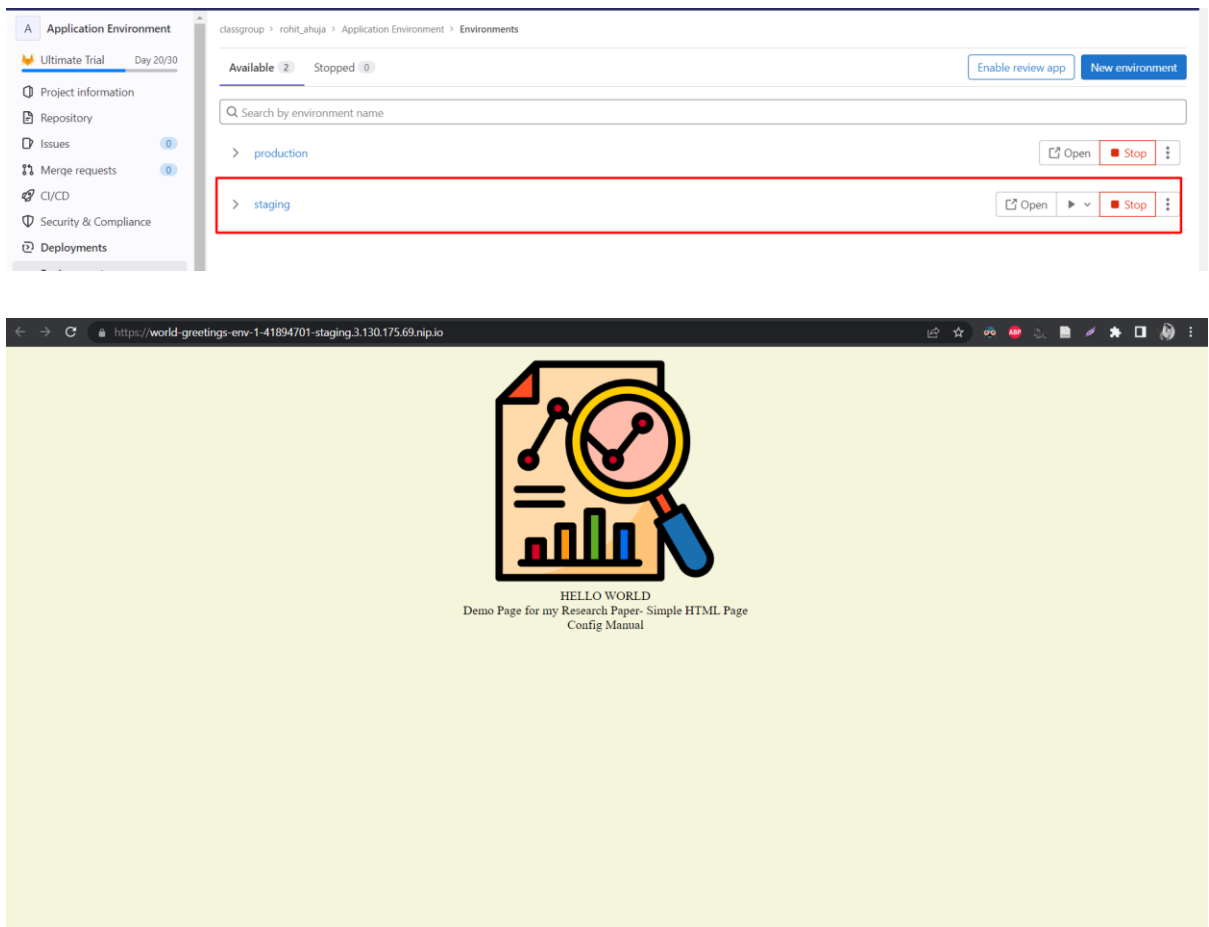 A Application Environment
classgroup > rohit_ahuja > Application Environment > Environments
Ultimate Trial Day 20/30
Available 2 Stopped 0
Enable review app New environment
Project information
Repository
Search by environment name
Issues 0
Merge requests 0
production Open Stop
CI/CD
staging Open Stop
Security & Compliance
Deployments
https://world-greetings-env-1-41894701-staging.3.130.175.69.nip.io
ABP
HELLO WORLD
Demo Page for my Research Paper- Simple HTML Page
Config Manual